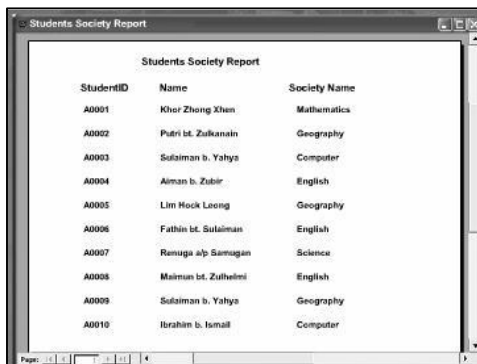 Students Society Report
Students Society Report
StudentID Name Society Name
A0001 Khor Zhong Xhen Mathematics
A0002 Putri bt. Zulkanain Geography
A0003 Sulaiman b. Yahya Computer
A0004 Aiman b. Zubir English
A0005 Lim Hock Leong Geography
A0006 Fathin bt. Sulaiman English
A0007 Renuga a/p Samugan Science
A0008 Maimun bt. Zulhelmi English
A0009 Sulaiman b. Yahya Geography
A0010 Ibrahim b. Ismail Computer
Page: 1